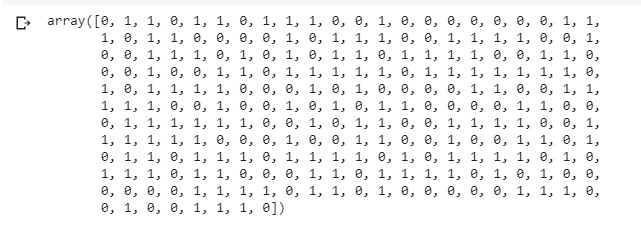 array([0, 1, 1, 0, 1, 1, 0, 1, 1, 1, 0, 0, 1, 0, 0, 0, 0, 0, 0, 0, 1, 1,
1, 0, 1, 1, 0, 0, 0, 0, 1, 0, 1, 1, 1, 0, 0, 1, 1, 1, 1, 0, 0, 1,
0, 0, 1, 1, 1, 0, 1, 0, 1, 0, 1, 1, 0, 1, 1, 1, 1, 0, 0, 1, 1, 0,
0, 0, 1, 0, 0, 1, 1, 0, 1, 1, 1, 1, 1, 0, 1, 1, 1, 1, 1, 1, 1, 0,
1, 0, 1, 1, 1, 1, 0, 0, 0, 1, 0, 1, 0, 0, 0, 0, 1, 1, 0, 0, 1, 1,
1, 1, 1, 0, 0, 1, 0, 0, 1, 0, 1, 0, 1, 1, 0, 0, 0, 0, 1, 1, 0, 0,
0, 1, 1, 1, 1, 1, 1, 0, 0, 1, 0, 1, 1, 0, 0, 1, 1, 1, 1, 0, 0, 1,
1, 1, 1, 1, 1, 0, 0, 0, 1, 0, 0, 1, 1, 0, 0, 1, 0, 0, 1, 1, 0, 1,
0, 1, 1, 0, 1, 1, 1, 0, 1, 1, 1, 1, 0, 1, 0, 1, 1, 1, 1, 0, 1, 0,
1, 1, 1, 0, 1, 1, 0, 0, 0, 1, 1, 0, 1, 1, 1, 1, 0, 1, 0, 1, 0, 0,
0, 0, 0, 0, 1, 1, 1, 1, 0, 1, 1, 0, 1, 0, 0, 0, 0, 0, 1, 1, 1, 0,
0, 1, 0, 0, 1, 1, 1, 0])